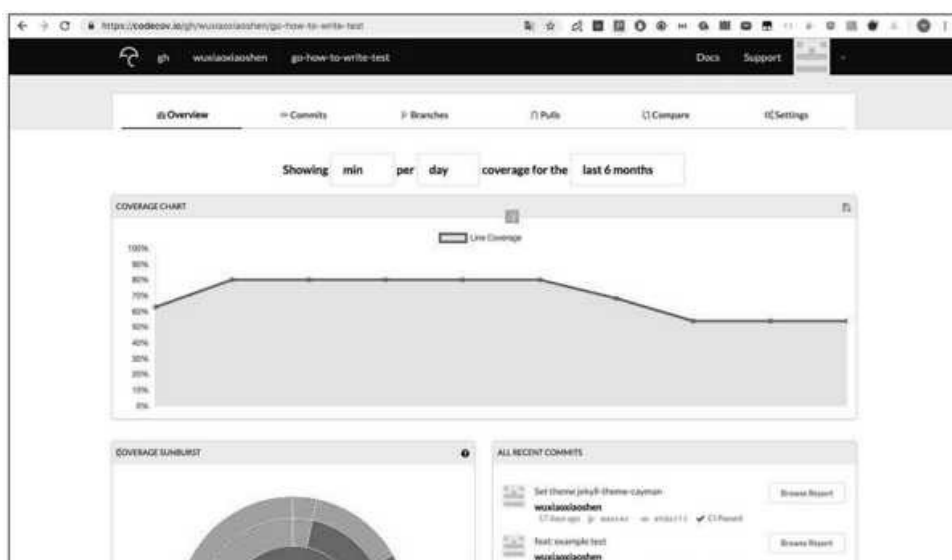 https://codecov.io/gh/wuxiaoxiaoshen/go-how-to-write-test
gh wuxiaoxiaoshen go-how-to-write-test Docs Support
Overview Commits Branches Pulls Compare Settings
Showing min per day coverage for the last 6 months
COVERAGE CHART
Line Coverage
100%
90%
80%
70%
60%
50%
40%
30%
20%
10%
0%
COVERAGE SUNBURST
ALL RECENT COMMITS
Set theme jekyll-theme-cayman Browse Report
wuxiaoxiaoshen
master CI Passed
feat: example test Browse Report
wuxiaoxiaoshen